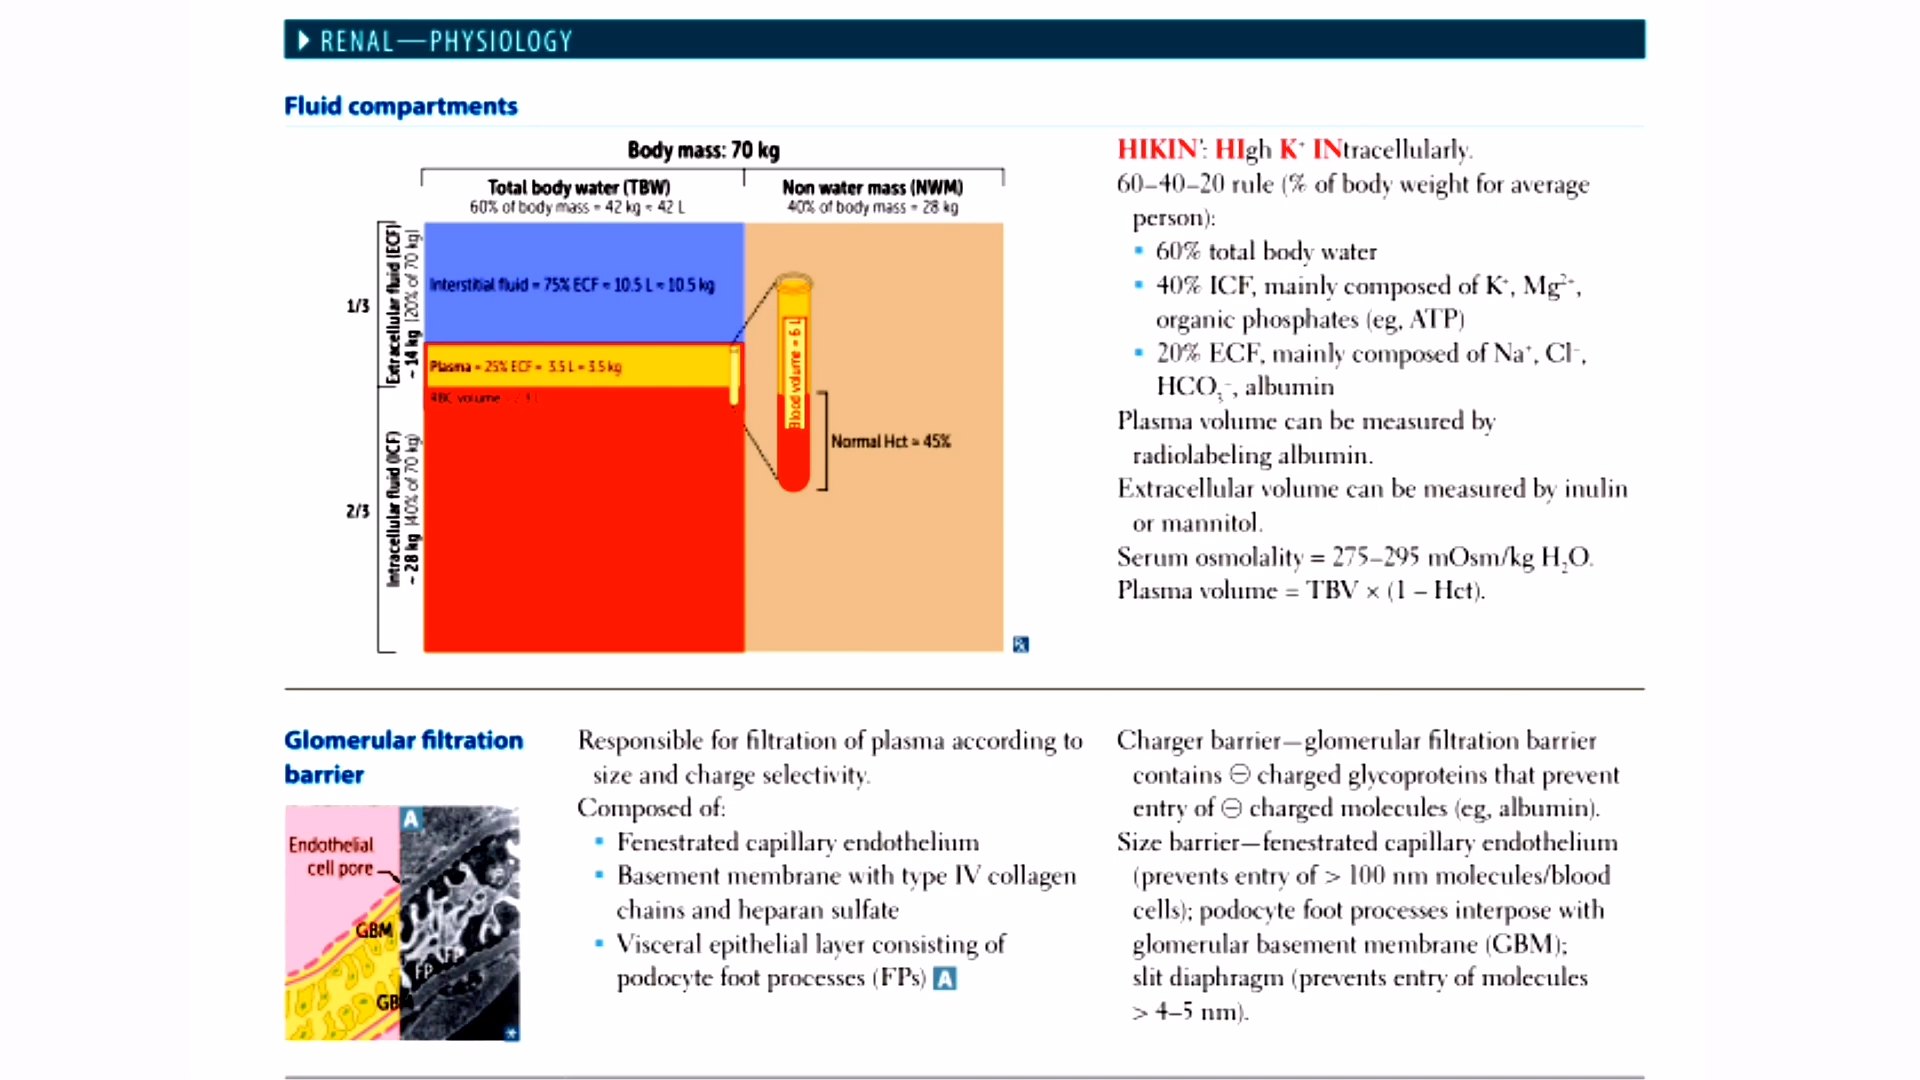 RENAL—PHYSIOLOGY
Fluid compartments
Body mass: 70 kg
Total body water (TBW)
60% of body mass = 42 kg ≈ 42 L
Non water mass (NWM)
40% of body mass = 28 kg
1/3
Extracellular fluid (ECF)
~ 14 kg (20% of 70 kg)
2/3
Intracellular fluid (ICF)
~ 28 kg (40% of 70 kg)
Interstitial fluid = 75% ECF ≈ 10.5 L ≈ 10.5 kg
Plasma = 25% ECF ≈ 3.5 L ≈ 3.5 kg
RBC volume
Blood volume ≈ 6 L
Normal Hct ≈ 45%
HIKIN': HIgh K⁺ INtracellularly.
60–40–20 rule (% of body weight for average
person):
▪ 60% total body water
▪ 40% ICF, mainly composed of K⁺, Mg²⁺,
organic phosphates (eg, ATP)
▪ 20% ECF, mainly composed of Na⁺, Cl⁻,
HCO₃⁻, albumin
Plasma volume can be measured by
radiolabeling albumin.
Extracellular volume can be measured by inulin
or mannitol.
Serum osmolality = 275–295 mOsm/kg H₂O.
Plasma volume = TBV × (1 – Hct).
Glomerular filtration
barrier
A
Endothelial
cell pore
GBM
FP
FP
GB
Responsible for filtration of plasma according to
size and charge selectivity.
Composed of:
▪ Fenestrated capillary endothelium
▪ Basement membrane with type IV collagen
chains and heparan sulfate
▪ Visceral epithelial layer consisting of
podocyte foot processes (FPs) A
Charger barrier—glomerular filtration barrier
contains ⊖ charged glycoproteins that prevent
entry of ⊖ charged molecules (eg, albumin).
Size barrier—fenestrated capillary endothelium
(prevents entry of > 100 nm molecules/blood
cells); podocyte foot processes interpose with
glomerular basement membrane (GBM);
slit diaphragm (prevents entry of molecules
> 4–5 nm).